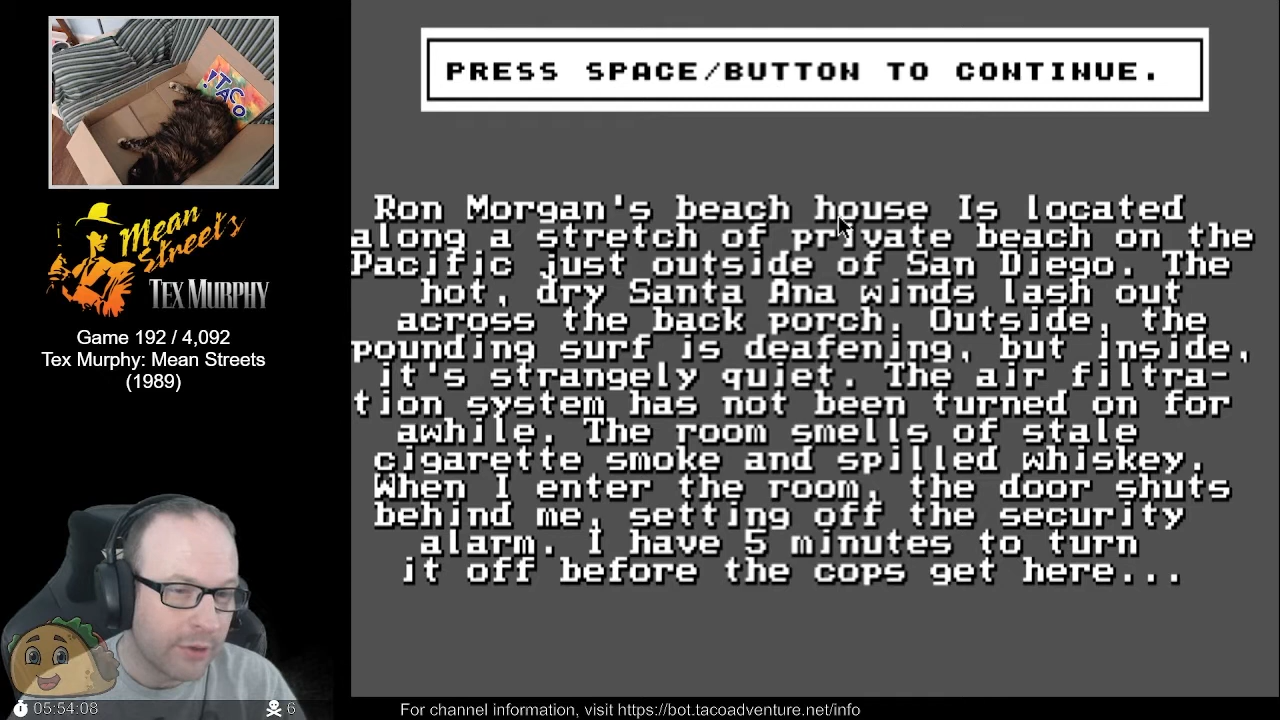 !TACO
Mean
Streets
TEX MURPHY
Game 192 / 4,092
Tex Murphy: Mean Streets
(1989)
PRESS SPACE/BUTTON TO CONTINUE.
Ron Morgan's beach house Is located
along a stretch of private beach on the
Pacific just outside of San Diego. The
hot, dry Santa Ana winds lash out
across the back porch. Outside, the
pounding surf is deafening, but inside,
it's strangely quiet. The air filtra-
tion system has not been turned on for
awhile. The room smells of stale
cigarette smoke and spilled whiskey.
When I enter the room, the door shuts
behind me, setting off the security
alarm. I have 5 minutes to turn
it off before the cops get here...
05:54:08
6
For channel information, visit https://bot.tacoadventure.net/info